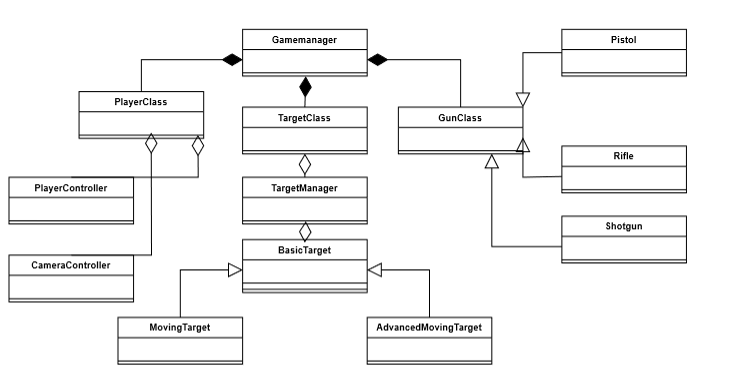 Gamemanager
Pistol
PlayerClass
TargetClass
GunClass
Rifle
PlayerController
TargetManager
Shotgun
BasicTarget
CameraController
MovingTarget
AdvancedMovingTarget